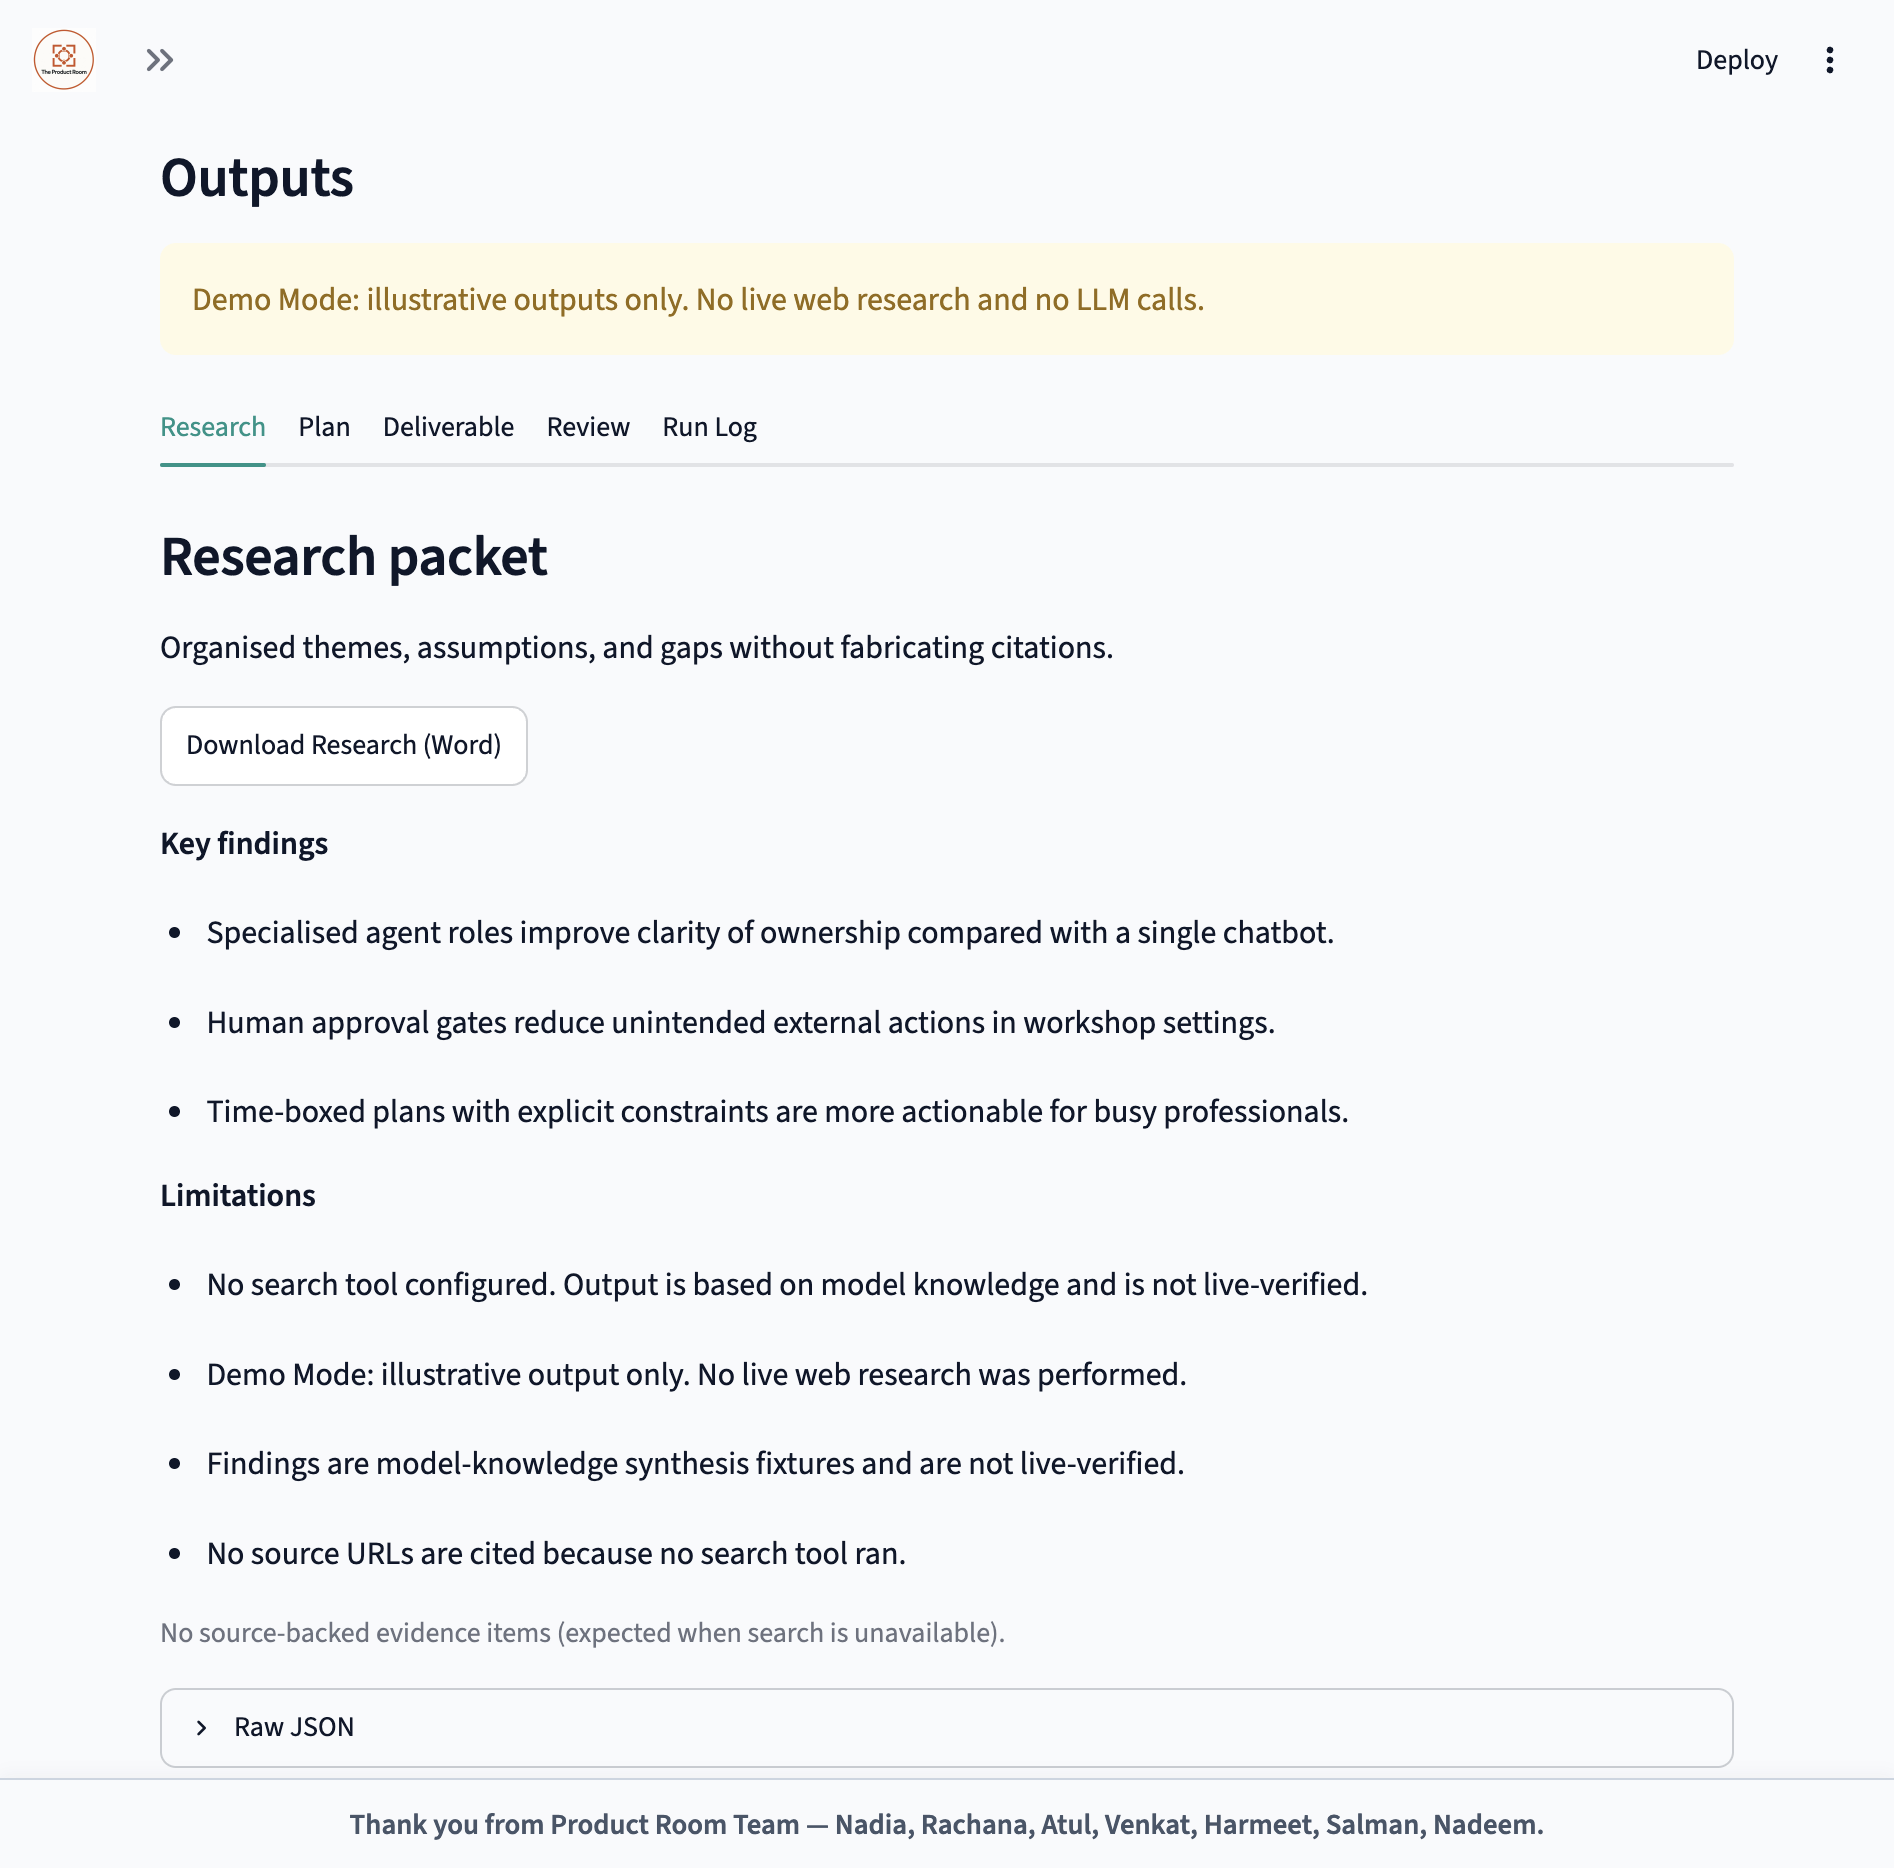 The Product Room
Deploy
Outputs
Demo Mode: illustrative outputs only. No live web research and no LLM calls.
Research
Plan
Deliverable
Review
Run Log
Research packet
Organised themes, assumptions, and gaps without fabricating citations.
Download Research (Word)
Key findings
• Specialised agent roles improve clarity of ownership compared with a single chatbot.
• Human approval gates reduce unintended external actions in workshop settings.
• Time-boxed plans with explicit constraints are more actionable for busy professionals.
Limitations
• No search tool configured. Output is based on model knowledge and is not live-verified.
• Demo Mode: illustrative output only. No live web research was performed.
• Findings are model-knowledge synthesis fixtures and are not live-verified.
• No source URLs are cited because no search tool ran.
No source-backed evidence items (expected when search is unavailable).
Raw JSON
Thank you from Product Room Team — Nadia, Rachana, Atul, Venkat, Harmeet, Salman, Nadeem.